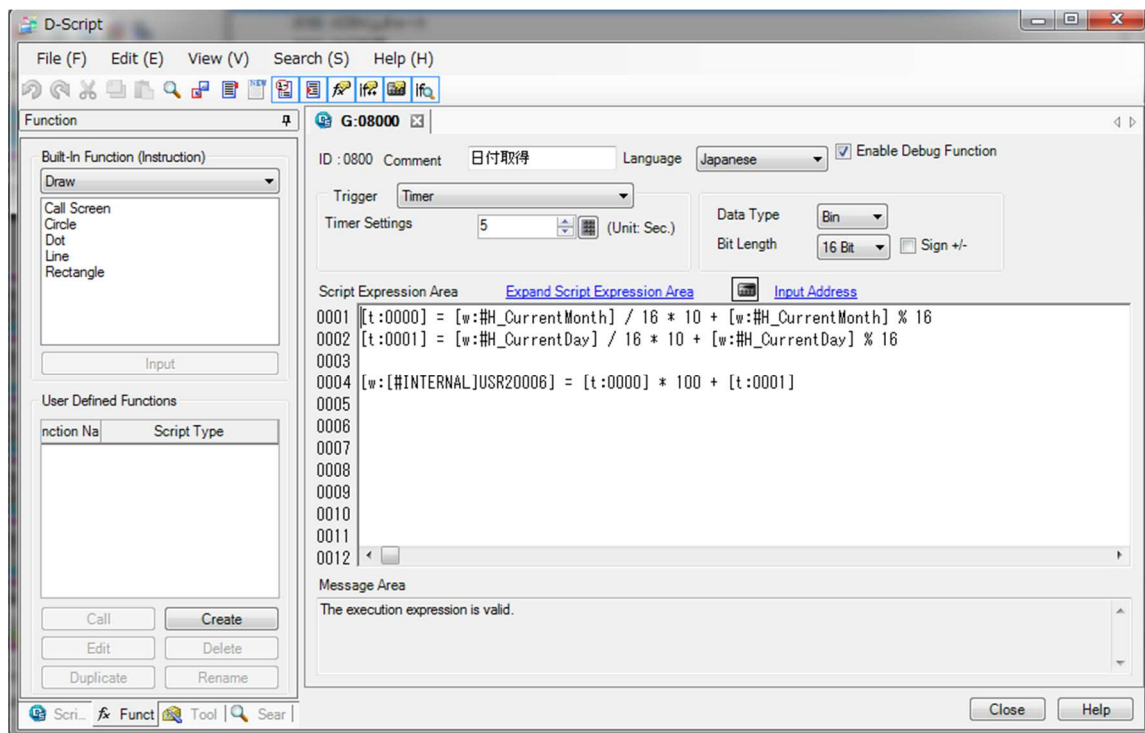 D-Script
File (F) Edit (E) View (V) Search (S) Help (H)
NEW
Function
Built-In Function (Instruction)
Draw
Call Screen
Circle
Dot
Line
Rectangle
Input
User Defined Functions
nction Na Script Type
Call Create
Edit Delete
Duplicate Rename
Scri... fx Funct Tool Sear
G:08000
ID : 0800 Comment 日付取得 Language Japanese Enable Debug Function
Trigger Timer
Timer Settings 5 (Unit: Sec.)
Data Type Bin
Bit Length 16 Bit Sign +/-
Script Expression Area Expand Script Expression Area Input Address
0001 [t:0000] = [w:#H_CurrentMonth] / 16 * 10 + [w:#H_CurrentMonth] % 16
0002 [t:0001] = [w:#H_CurrentDay] / 16 * 10 + [w:#H_CurrentDay] % 16
0003
0004 [w:[#INTERNAL]USR20006] = [t:0000] * 100 + [t:0001]
0005
0006
0007
0008
0009
0010
0011
0012
Message Area
The execution expression is valid.
Close Help